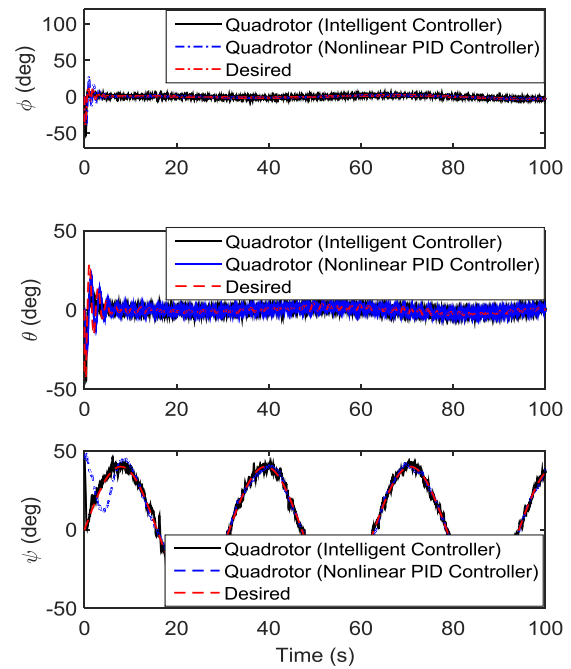 100
50
0
-50
ϕ (deg)
Quadrotor (Intelligent Controller)
Quadrotor (Nonlinear PID Controller)
Desired
0 20 40 60 80 100
50
0
-50
θ (deg)
Quadrotor (Intelligent Controller)
Quadrotor (Nonlinear PID Controller)
Desired
0 20 40 60 80 100
50
0
-50
ψ (deg)
Quadrotor (Intelligent Controller)
Quadrotor (Nonlinear PID Controller)
Desired
0 20 40 60 80 100
Time (s)